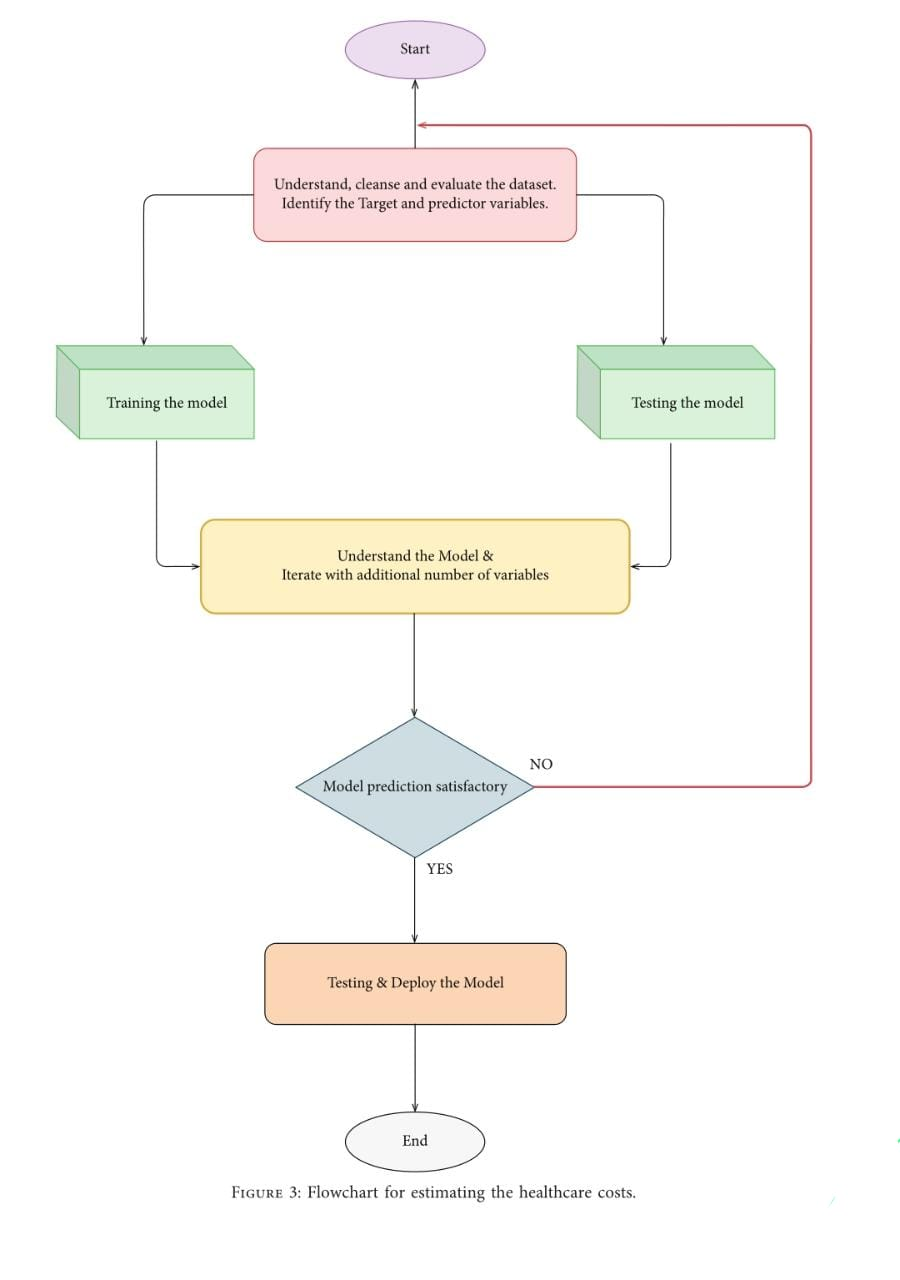 Start
Understand, cleanse and evaluate the dataset.
Identify the Target and predictor variables.
Training the model
Testing the model
Understand the Model &
Iterate with additional number of variables
NO
Model prediction satisfactory
YES
Testing & Deploy the Model
End
FIGURE 3: Flowchart for estimating the healthcare costs.